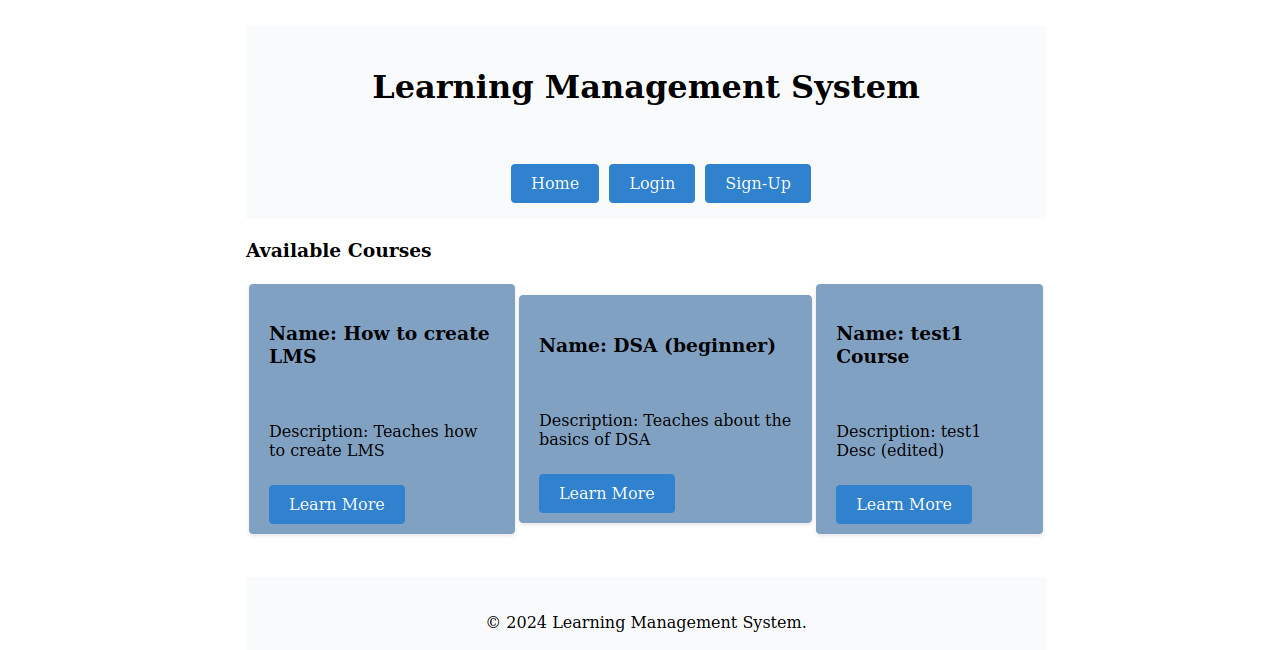 Learning Management System
Home
Login
Sign-Up
Available Courses
Name: How to create
LMS
Description: Teaches how
to create LMS
Learn More
Name: DSA (beginner)
Description: Teaches about the
basics of DSA
Learn More
Name: test1
Course
Description: test1
Desc (edited)
Learn More
© 2024 Learning Management System.